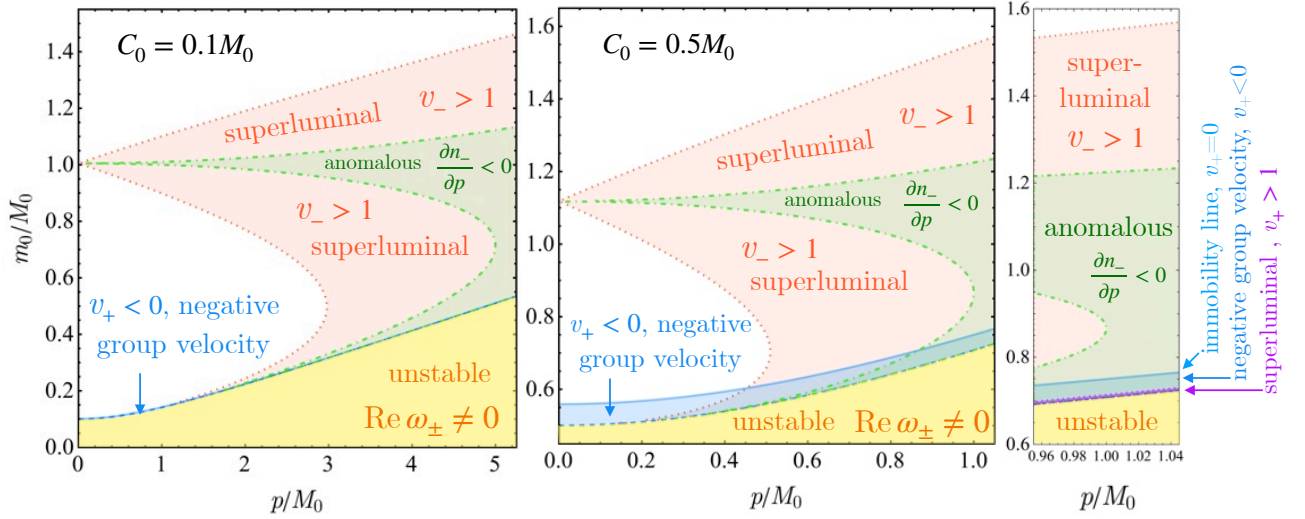 C₀ = 0.1M₀
v₋ > 1
superluminal
anomalous ∂n₋/∂p < 0
v₋ > 1
superluminal
v₊ < 0, negative
group velocity
unstable
Re ω± ≠ 0
m₀/M₀
1.4
1.2
1.0
0.8
0.6
0.4
0.2
0.0
0
1
2
3
4
5
p/M₀
C₀ = 0.5M₀
v₋ > 1
superluminal
anomalous ∂n₋/∂p < 0
v₋ > 1
superluminal
v₊ < 0, negative
group velocity
unstable
Re ω± ≠ 0
1.6
1.4
1.2
1.0
0.8
0.6
0.0
0.2
0.4
0.6
0.8
1.0
p/M₀
super-
luminal
v₋ > 1
anomalous
∂n₋/∂p < 0
unstable
1.6
1.4
1.2
1.0
0.8
0.6
0.96
0.98
1.00
1.02
1.04
p/M₀
immobility line, v₊=0
negative group velocity, v₊<0
superluminal , v₊ > 1